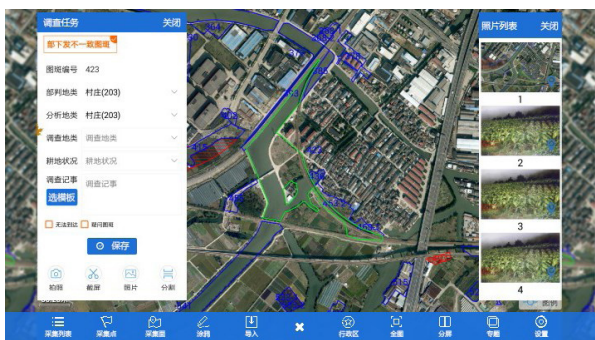 调查任务 关闭
部下发不一致图斑
图斑编号 423
部判地类 村庄(203)
分析地类 村庄(203)
调查地类 调查地类
耕地状况 耕地状况
调查记事 调查记事
选模板
无法到达 疑问图斑
保存
拍照 截屏 照片 分割
照片列表 关闭
1
2
3
4
图例
采集列表 采集点 采集面 涂鸦 导入 行政区 全图 分屏 专题 设置